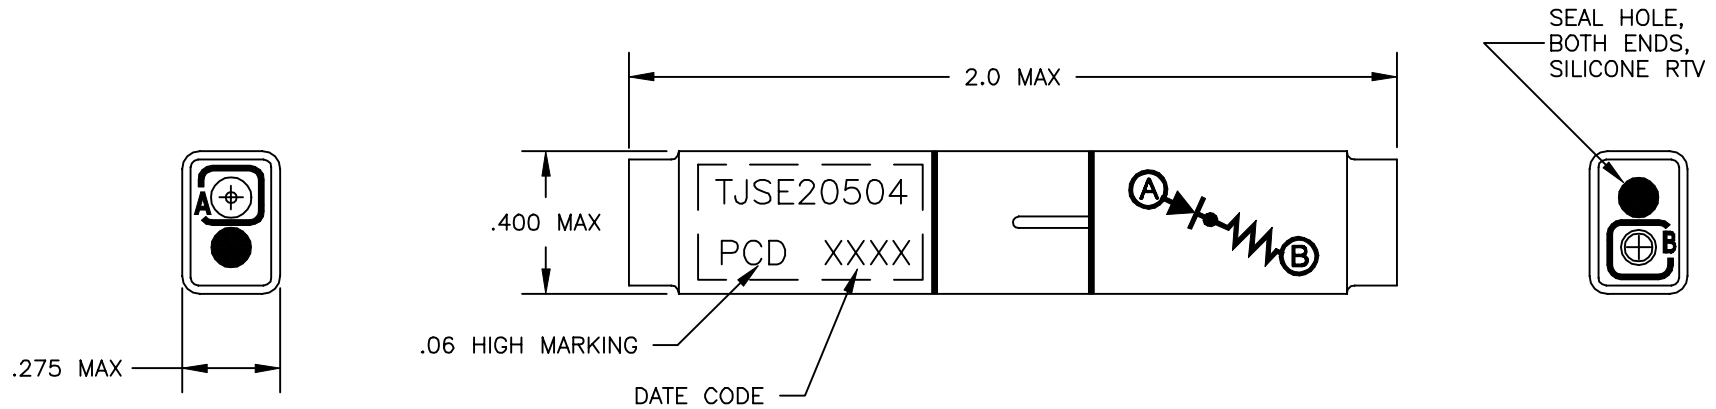 SEAL HOLE,
BOTH ENDS,
SILICONE RTV
2.0 MAX
A
TJSE20504
PCD XXXX
.400 MAX
A
B
B
.06 HIGH MARKING
.275 MAX
DATE CODE